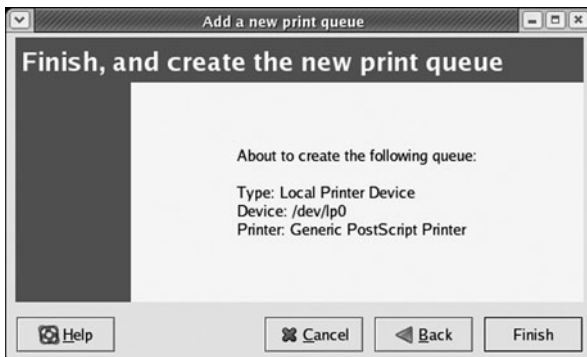 Add a new print queue
Finish, and create the new print queue
About to create the following queue:
Type: Local Printer Device
Device: /dev/lp0
Printer: Generic PostScript Printer
Help
Cancel
Back
Finish